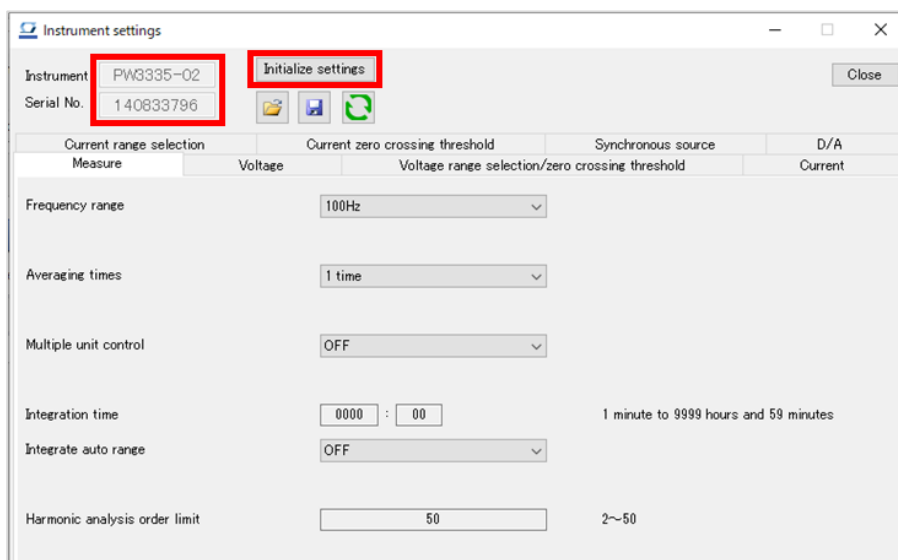 Instrument settings
Instrument PW3335-02 Initialize settings Close
Serial No. 140833796
Current range selection Current zero crossing threshold Synchronous source D/A
Measure Voltage Voltage range selection/zero crossing threshold Current
Frequency range 100Hz
Averaging times 1 time
Multiple unit control OFF
Integration time 0000 : 00 1 minute to 9999 hours and 59 minutes
Integrate auto range OFF
Harmonic analysis order limit 50 2～50